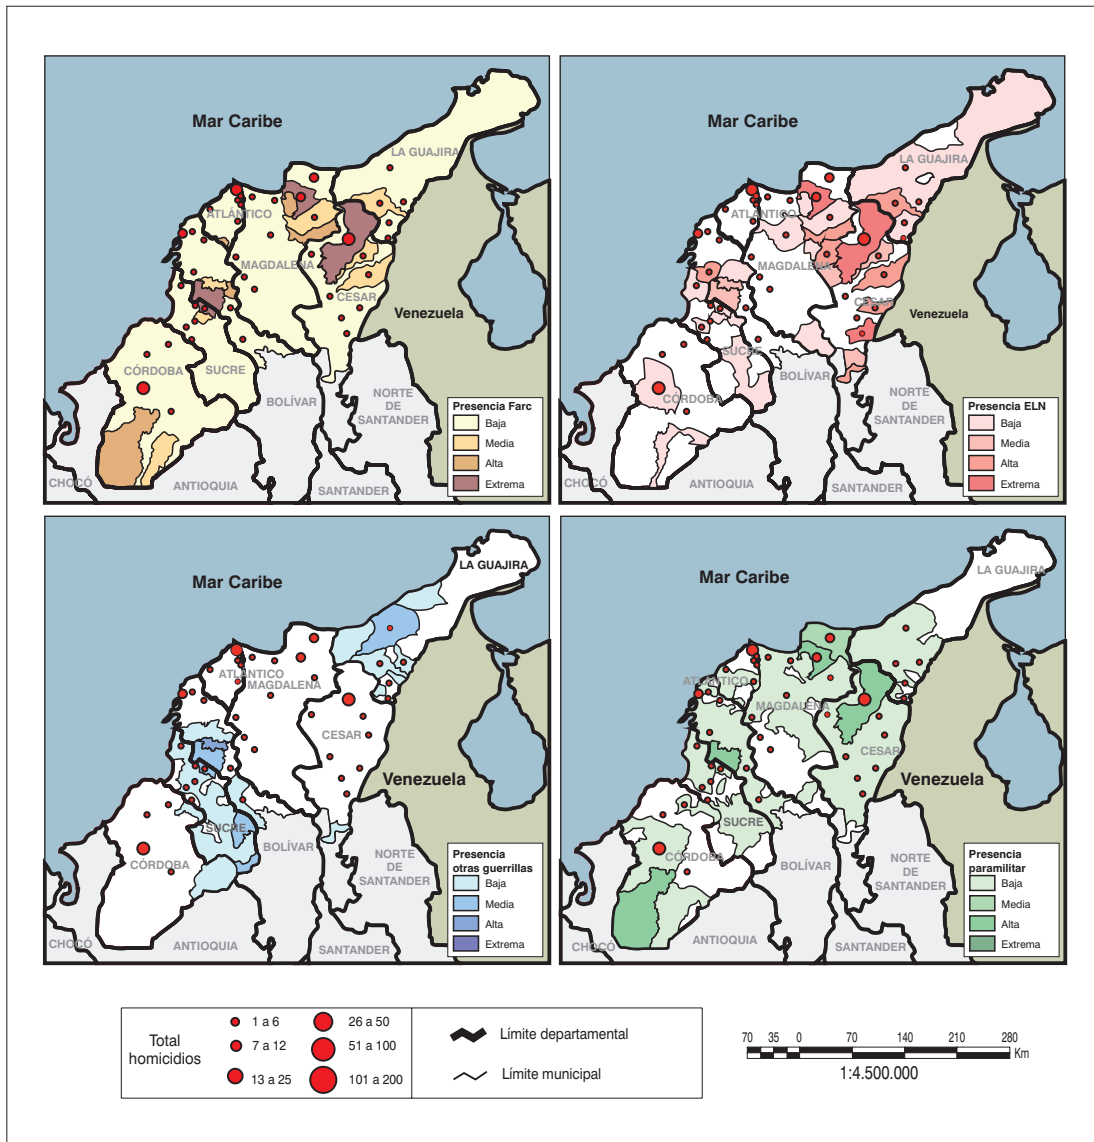 Mar Caribe
LA GUAJIRA
ATLÁNTICO
MAGDALENA
CESAR
Venezuela
CÓRDOBA
SUCRE
BOLÍVAR
NORTE
DE
SANTANDER
CHOCÓ
ANTIOQUIA
SANTANDER
Presencia Farc
Baja
Media
Alta
Extrema
Mar Caribe
LA GUAJIRA
ATLÁNTICO
MAGDALENA
CESAR
Venezuela
SUCRE
BOLÍVAR
CÓRDOBA
NORTE
DE
SANTANDER
CHOCÓ
ANTIOQUIA
SANTANDER
Presencia ELN
Baja
Media
Alta
Extrema
LA GUAJIRA
Mar Caribe
ATLÁNTICO
MAGDALENA
CESAR
Venezuela
SUCRE
BOLÍVAR
CÓRDOBA
NORTE
DE
SANTANDER
CHOCÓ
ANTIOQUIA
SANTANDER
Presencia
otras guerrillas
Baja
Media
Alta
Extrema
LA GUAJIRA
Mar Caribe
ATLÁNTICO
MAGDALENA
CESAR
Venezuela
SUCRE
CÓRDOBA
BOLÍVAR
NORTE
DE
SANTANDER
CHOCÓ
ANTIOQUIA
SANTANDER
Presencia
paramilitar
Baja
Media
Alta
Extrema
Total
homicidios
1 a 6
7 a 12
13 a 25
26 a 50
51 a 100
101 a 200
Límite departamental
Límite municipal
70 35 0 70 140 210 280
Km
1:4.500.000